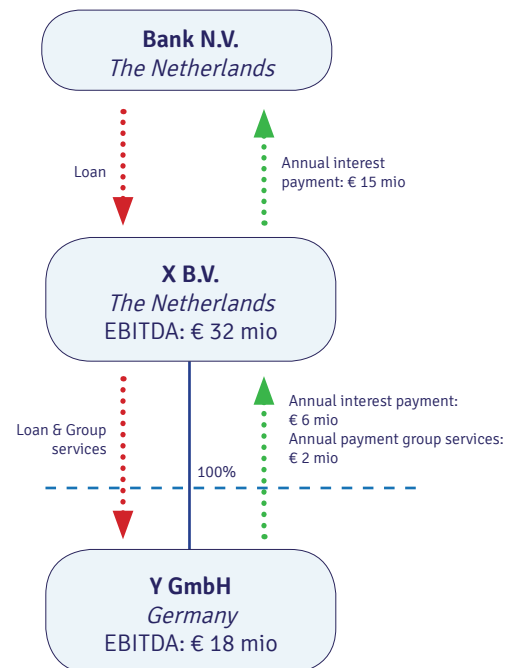 Bank N.V.
The Netherlands
Loan
Annual interest
payment: € 15 mio
X B.V.
The Netherlands
EBITDA: € 32 mio
Loan & Group
services
Annual interest payment:
€ 6 mio
Annual payment group services:
€ 2 mio
100%
Y GmbH
Germany
EBITDA: € 18 mio